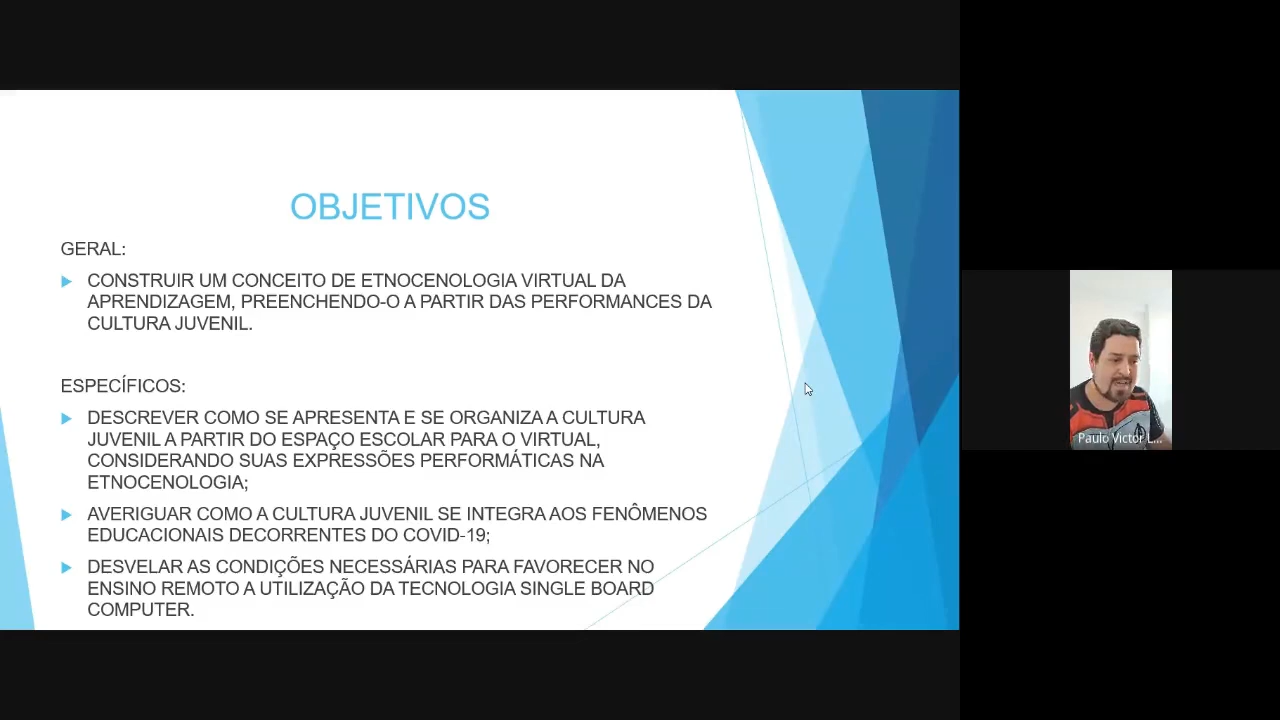 OBJETIVOS
GERAL:
CONSTRUIR UM CONCEITO DE ETNOCENOLOGIA VIRTUAL DA
APRENDIZAGEM, PREENCHENDO-O A PARTIR DAS PERFORMANCES DA
CULTURA JUVENIL.
ESPECÍFICOS:
DESCREVER COMO SE APRESENTA E SE ORGANIZA A CULTURA
JUVENIL A PARTIR DO ESPAÇO ESCOLAR PARA O VIRTUAL,
CONSIDERANDO SUAS EXPRESSÕES PERFORMÁTICAS NA
ETNOCENOLOGIA;
AVERIGUAR COMO A CULTURA JUVENIL SE INTEGRA AOS FENÔMENOS
EDUCACIONAIS DECORRENTES DO COVID-19;
DESVELAR AS CONDIÇÕES NECESSÁRIAS PARA FAVORECER NO
ENSINO REMOTO A UTILIZAÇÃO DA TECNOLOGIA SINGLE BOARD
COMPUTER.
Paulo Victor L...